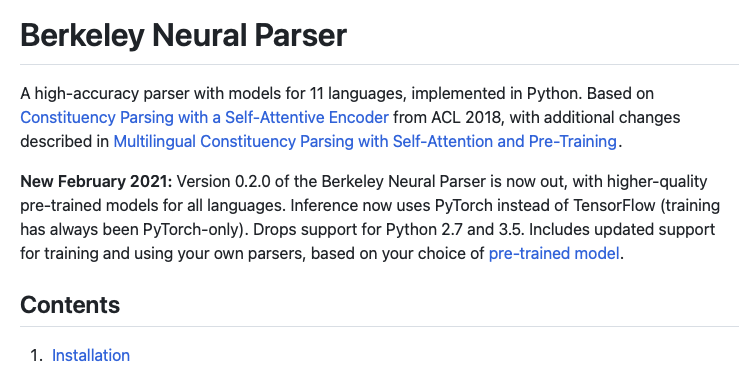 Berkeley Neural Parser
A high-accuracy parser with models for 11 languages, implemented in Python. Based on
Constituency Parsing with a Self-Attentive Encoder from ACL 2018, with additional changes
described in Multilingual Constituency Parsing with Self-Attention and Pre-Training.
New February 2021: Version 0.2.0 of the Berkeley Neural Parser is now out, with higher-quality
pre-trained models for all languages. Inference now uses PyTorch instead of TensorFlow (training
has always been PyTorch-only). Drops support for Python 2.7 and 3.5. Includes updated support
for training and using your own parsers, based on your choice of pre-trained model.
Contents
1. Installation